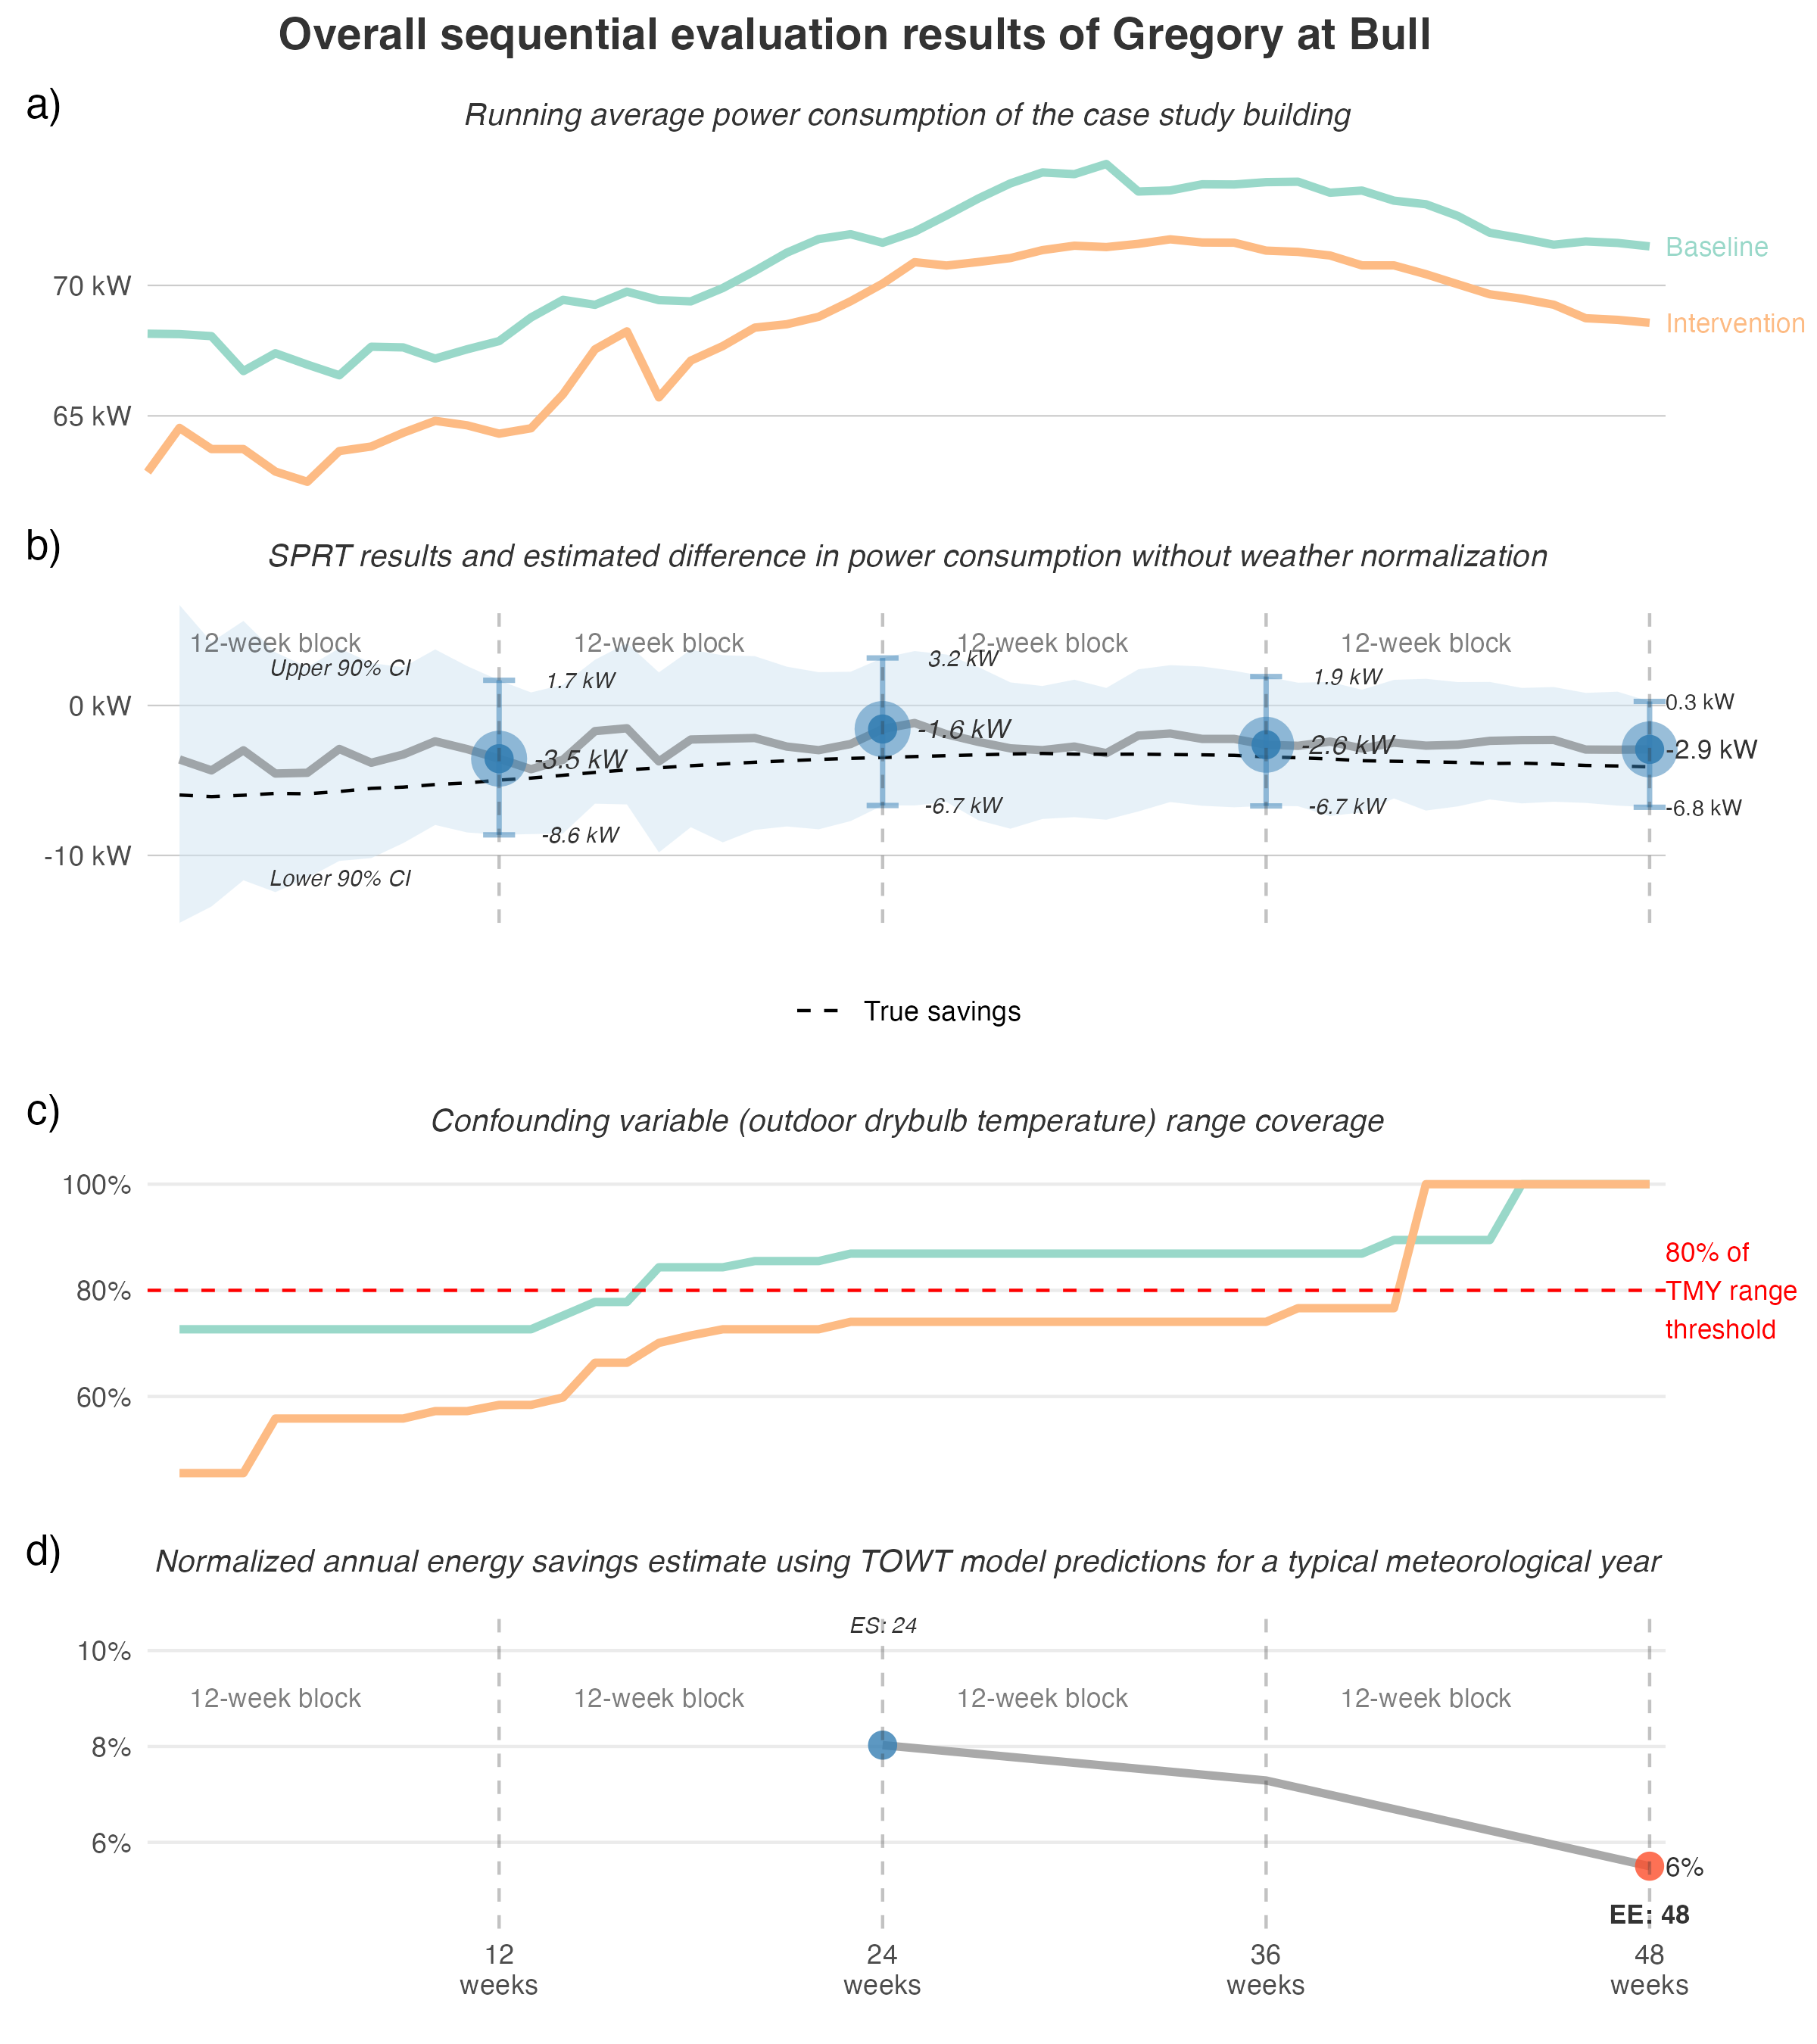 Overall sequential evaluation results of Gregory at Bull
a)
Running average power consumption of the case study building
70 kW
65 kW
Baseline
Intervention
b)
SPRT results and estimated difference in power consumption without weather normalization
12-week block
12-week block
12-week block
12-week block
Upper 90% CI
Lower 90% CI
0 kW
-10 kW
1.7 kW
-3.5 kW
-8.6 kW
3.2 kW
-1.6 kW
-6.7 kW
1.9 kW
-2.6 kW
-6.7 kW
0.3 kW
-2.9 kW
-6.8 kW
True savings
c)
Confounding variable (outdoor drybulb temperature) range coverage
100%
80%
60%
80% of
TMY range
threshold
d)
Normalized annual energy savings estimate using TOWT model predictions for a typical meteorological year
ES: 24
10%
8%
6%
12-week block
12-week block
12-week block
12-week block
6%
EE: 48
12
weeks
24
weeks
36
weeks
48
weeks